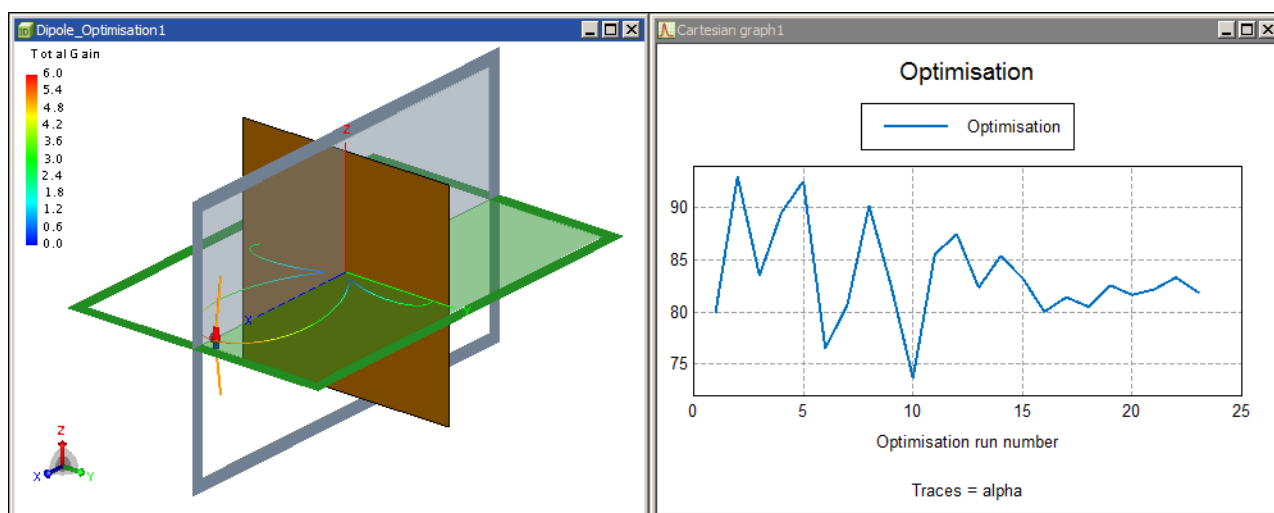 Dipole_Optimisation1
Total Gain
6.0
5.4
4.8
4.2
3.6
3.0
2.4
1.8
1.2
0.6
0.0
Z
X
Y
Z
X
Y
Cartesian graph1
Optimisation
Optimisation
90
85
80
75
0 5 10 15 20 25
Optimisation run number
Traces = alpha